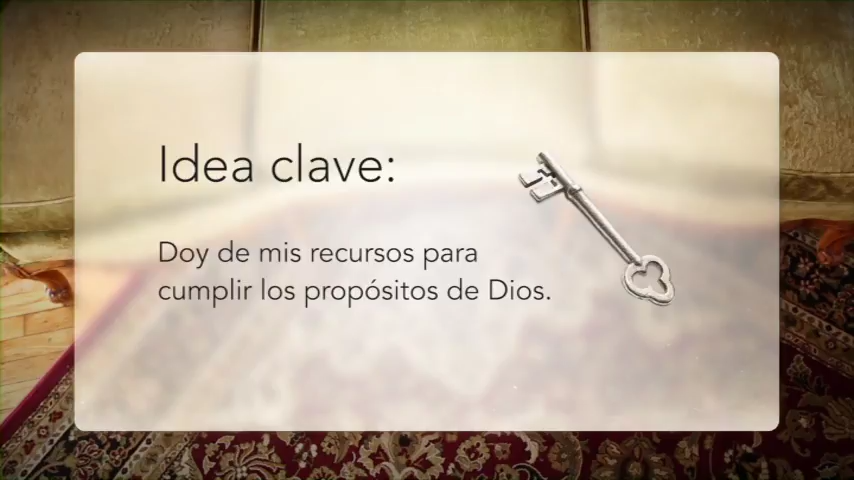 Idea clave:
Doy de mis recursos para
cumplir los propósitos de Dios.